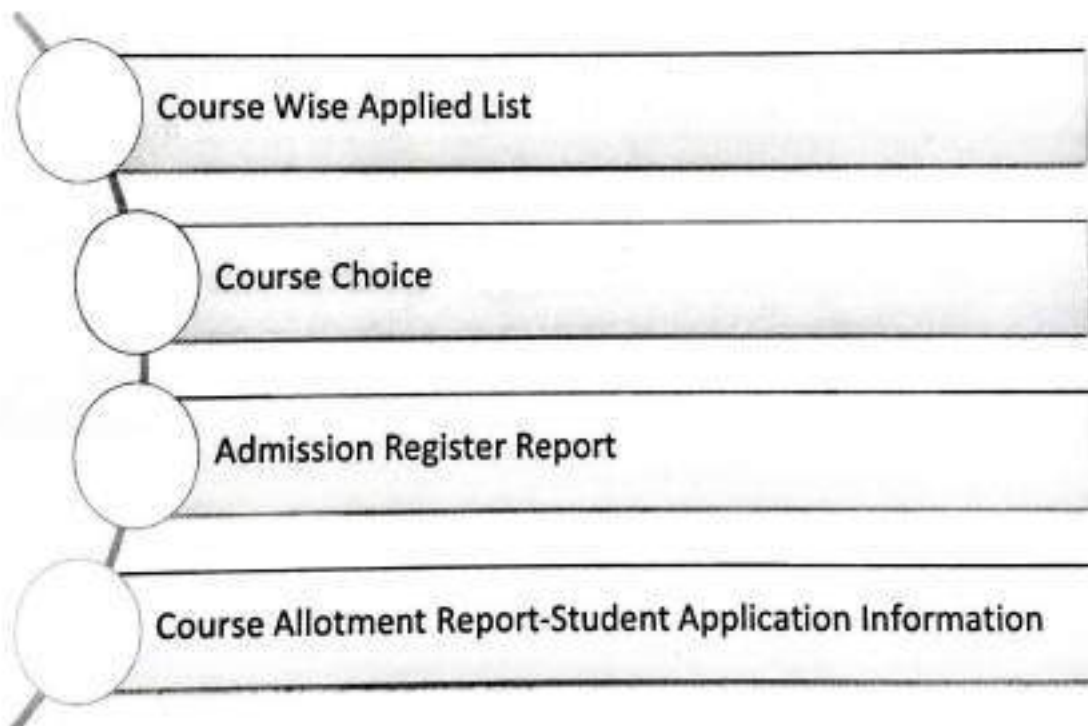 Course Wise Applied List
Course Choice
Admission Register Report
Course Allotment Report-Student Application Information